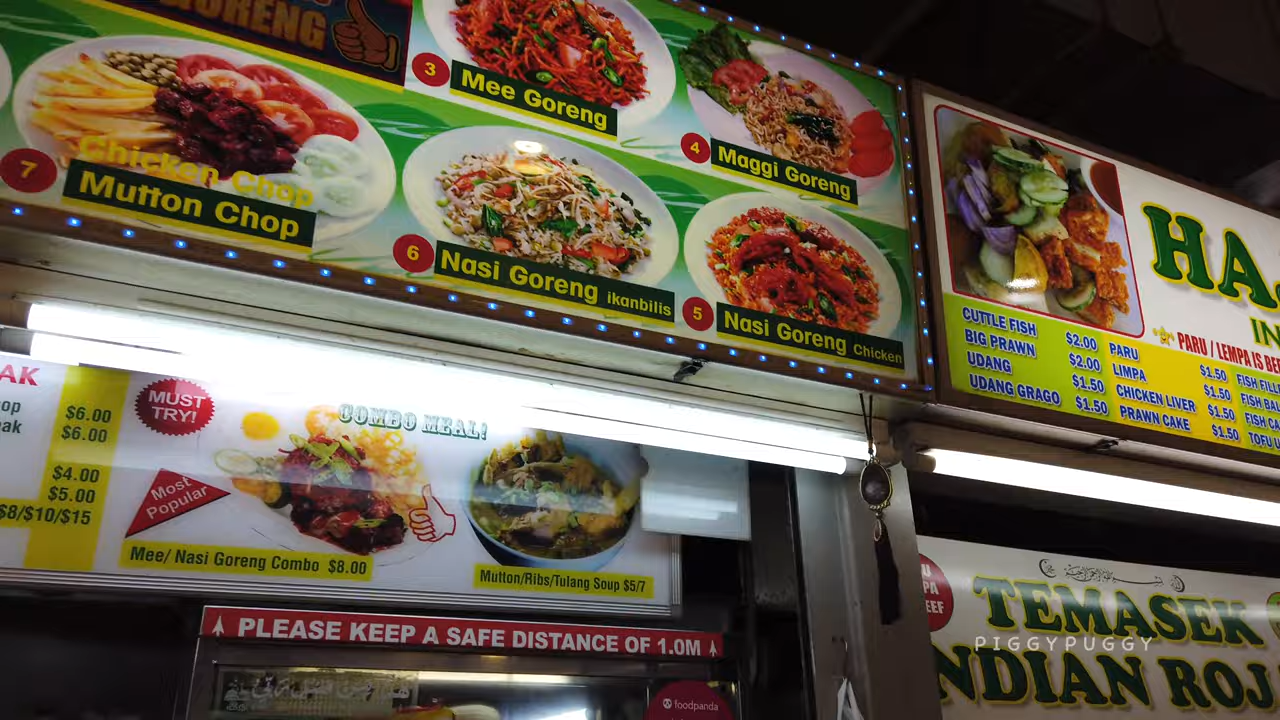 GORENG
3
Mee Goreng
4
Maggi Goreng
7
Chicken Chop
Mutton Chop
6
Nasi Goreng ikanbilis
5
Nasi Goreng Chicken
HA
IN
PARU / LEMPA IS BE
CUTTLE FISH $2.00
BIG PRAWN $2.00
UDANG $1.50
UDANG GRAGO $1.50
PARU $1.50
LIMPA $1.50
CHICKEN LIVER $1.50
PRAWN CAKE $1.50
FISH FILL
FISH BA
FISH CA
TOFU
AK
op $6.00
ak $6.00
$4.00
$5.00
$8/$10/$15
MUST
TRY!
COMBO MEAL!
Most
Popular
Mee/ Nasi Goreng Combo $8.00
Mutton/Ribs/Tulang Soup $5/7
PLEASE KEEP A SAFE DISTANCE OF 1.0M
foodpanda
PA
EEF
TEMASEK
NDIAN ROJ
PIGGYPUGGY